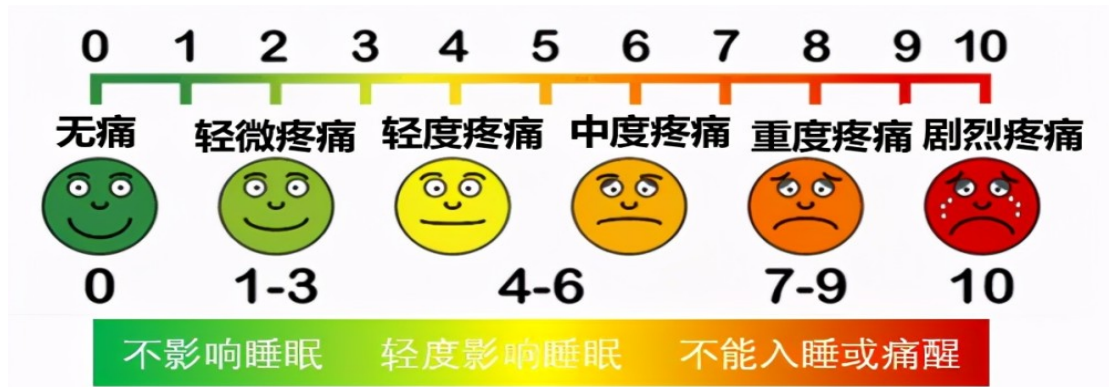 0 1 2 3 4 5 6 7 8 9 10
无痛 轻微疼痛 轻度疼痛 中度疼痛 重度疼痛 剧烈疼痛
0 1-3 4-6 7-9 10
不影响睡眠 轻度影响睡眠 不能入睡或痛醒